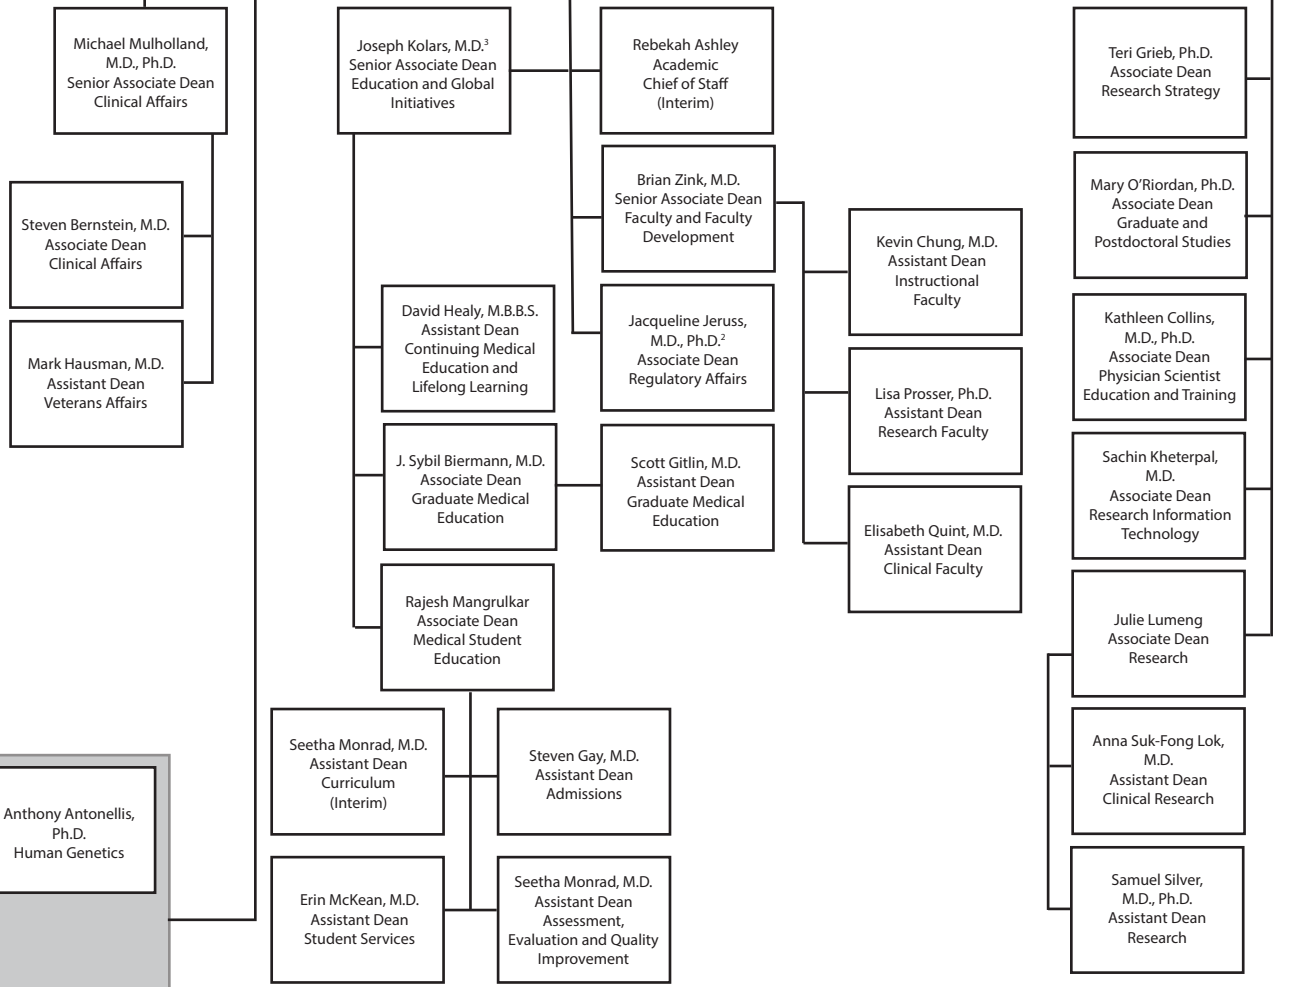 Michael Mulholland,
M.D., Ph.D.
Senior Associate Dean
Clinical Affairs
Steven Bernstein, M.D.
Associate Dean
Clinical Affairs
Mark Hausman, M.D.
Assistant Dean
Veterans Affairs
Joseph Kolars, M.D.³
Senior Associate Dean
Education and Global
Initiatives
Rebekah Ashley
Academic
Chief of Staff
(Interim)
Brian Zink, M.D.
Senior Associate Dean
Faculty and Faculty
Development
Kevin Chung, M.D.
Assistant Dean
Instructional
Faculty
David Healy, M.B.B.S.
Assistant Dean
Continuing Medical
Education and
Lifelong Learning
Jacqueline Jeruss,
M.D., Ph.D.²
Associate Dean
Regulatory Affairs
Lisa Prosser, Ph.D.
Assistant Dean
Research Faculty
J. Sybil Biermann, M.D.
Associate Dean
Graduate Medical
Education
Scott Gitlin, M.D.
Assistant Dean
Graduate Medical
Education
Elisabeth Quint, M.D.
Assistant Dean
Clinical Faculty
Rajesh Mangrulkar
Associate Dean
Medical Student
Education
Seetha Monrad, M.D.
Assistant Dean
Curriculum
(Interim)
Steven Gay, M.D.
Assistant Dean
Admissions
Erin McKean, M.D.
Assistant Dean
Student Services
Seetha Monrad, M.D.
Assistant Dean
Assessment,
Evaluation and Quality
Improvement
Anthony Antonellis,
Ph.D.
Human Genetics
Teri Grieb, Ph.D.
Associate Dean
Research Strategy
Mary O’Riordan, Ph.D.
Associate Dean
Graduate and
Postdoctoral Studies
Kathleen Collins,
M.D., Ph.D.
Associate Dean
Physician Scientist
Education and Training
Sachin Kheterpal,
M.D.
Associate Dean
Research Information
Technology
Julie Lumeng
Associate Dean
Research
Anna Suk-Fong Lok,
M.D.
Assistant Dean
Clinical Research
Samuel Silver,
M.D., Ph.D.
Assistant Dean
Research